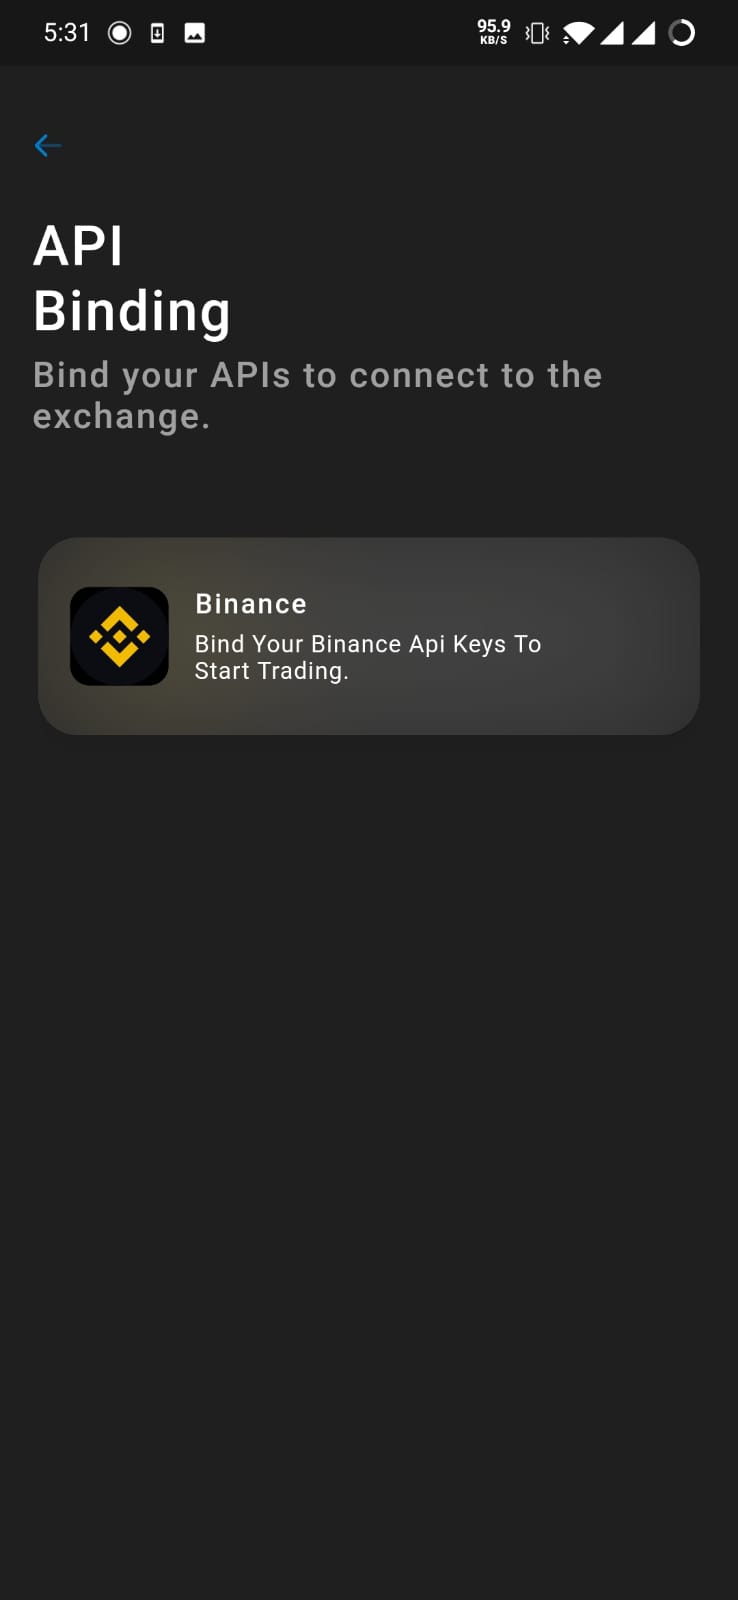 5:31
95.9
KB/S
API
Binding
Bind your APIs to connect to the
exchange.
Binance
Bind Your Binance Api Keys To
Start Trading.